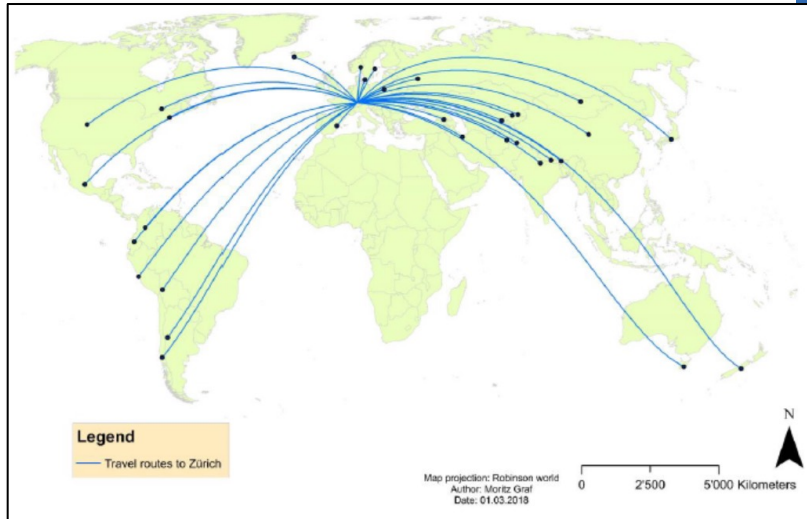 Legend
Travel routes to Zürich
Map projection: Robinson world
Author: Moritz Graf
Date: 01.03.2018
N
0 2'500 5'000 Kilometers